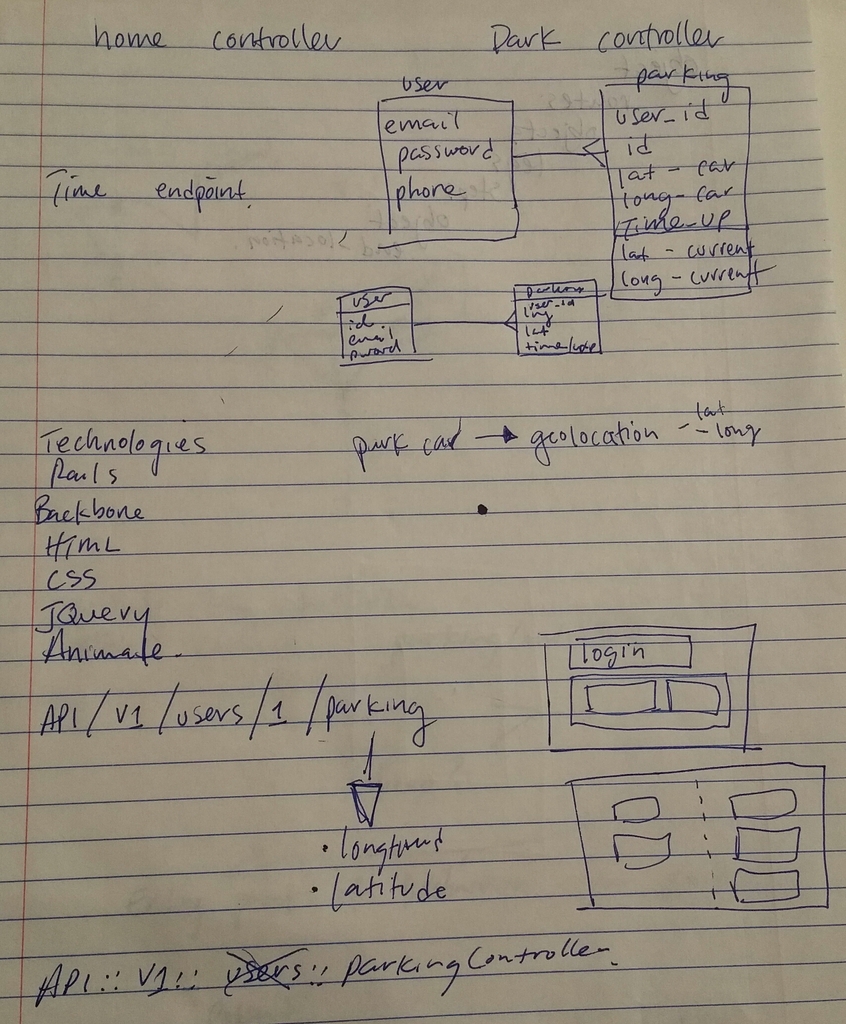 home controller
Park controller
user
email
password
phone
parking
user_id
id
lat - car
long - car
Time_up
lat - current
long - current
Time endpoint.
user
id
email
pword
parking
user_id
lng
lat
Technologies
Rails
Backbone
HTML
CSS
JQuery
Animate.
park car → geolocation - lat
- long
login
API / V1 / users / 1 / parking
• 
• latitude
API :: V1 :: users :: parkingController.